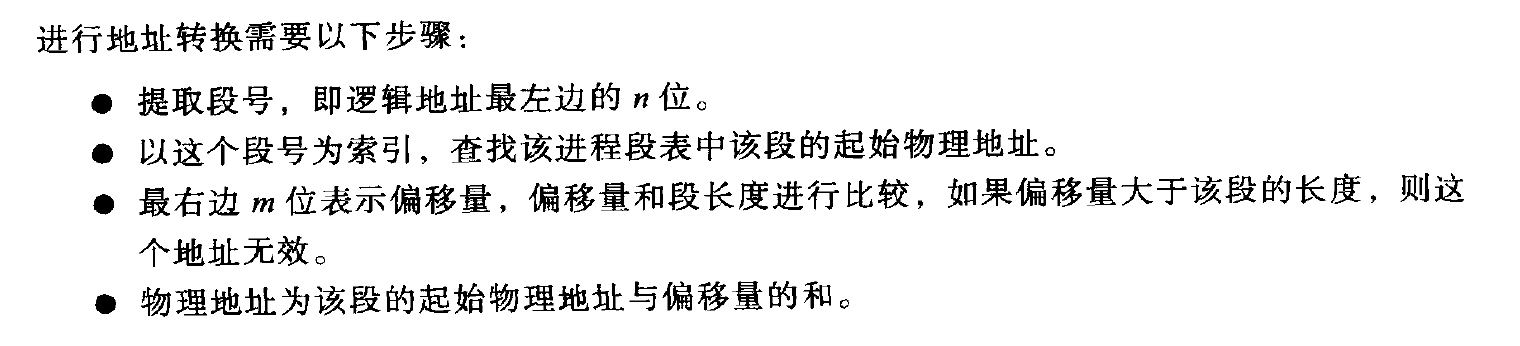 进行地址转换需要以下步骤：
● 提取段号，即逻辑地址最左边的 n 位。
● 以这个段号为索引，查找该进程段表中该段的起始物理地址。
● 最右边 m 位表示偏移量，偏移量和段长度进行比较，如果偏移量大于该段的长度，则这
个地址无效。
● 物理地址为该段的起始物理地址与偏移量的和。